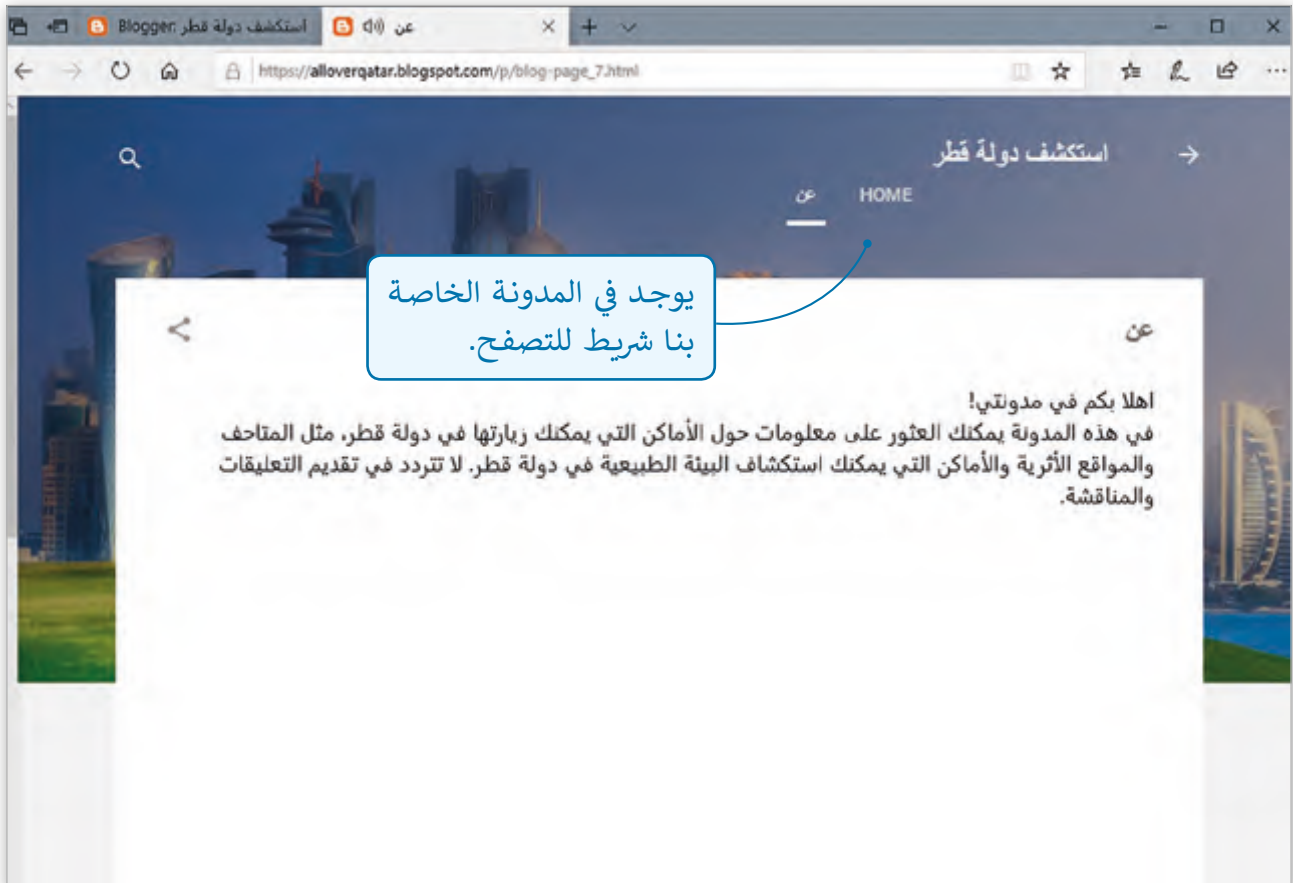 Blogger: استكشف دولة قطر
عن
https://alloverqatar.blogspot.com/p/blog-page_7.html
استكشف دولة قطر
HOME
عن
يوجد في المدونة الخاصة
بنا شريط للتصفح.
عن
اهلا بكم في مدونتي!
في هذه المدونة يمكنك العثور على معلومات حول الأماكن التي يمكنك زيارتها في دولة قطر، مثل المتاحف
والمواقع الأثرية والأماكن التي يمكنك استكشاف البيئة الطبيعية في دولة قطر. لا تتردد في تقديم التعليقات
والمناقشة.